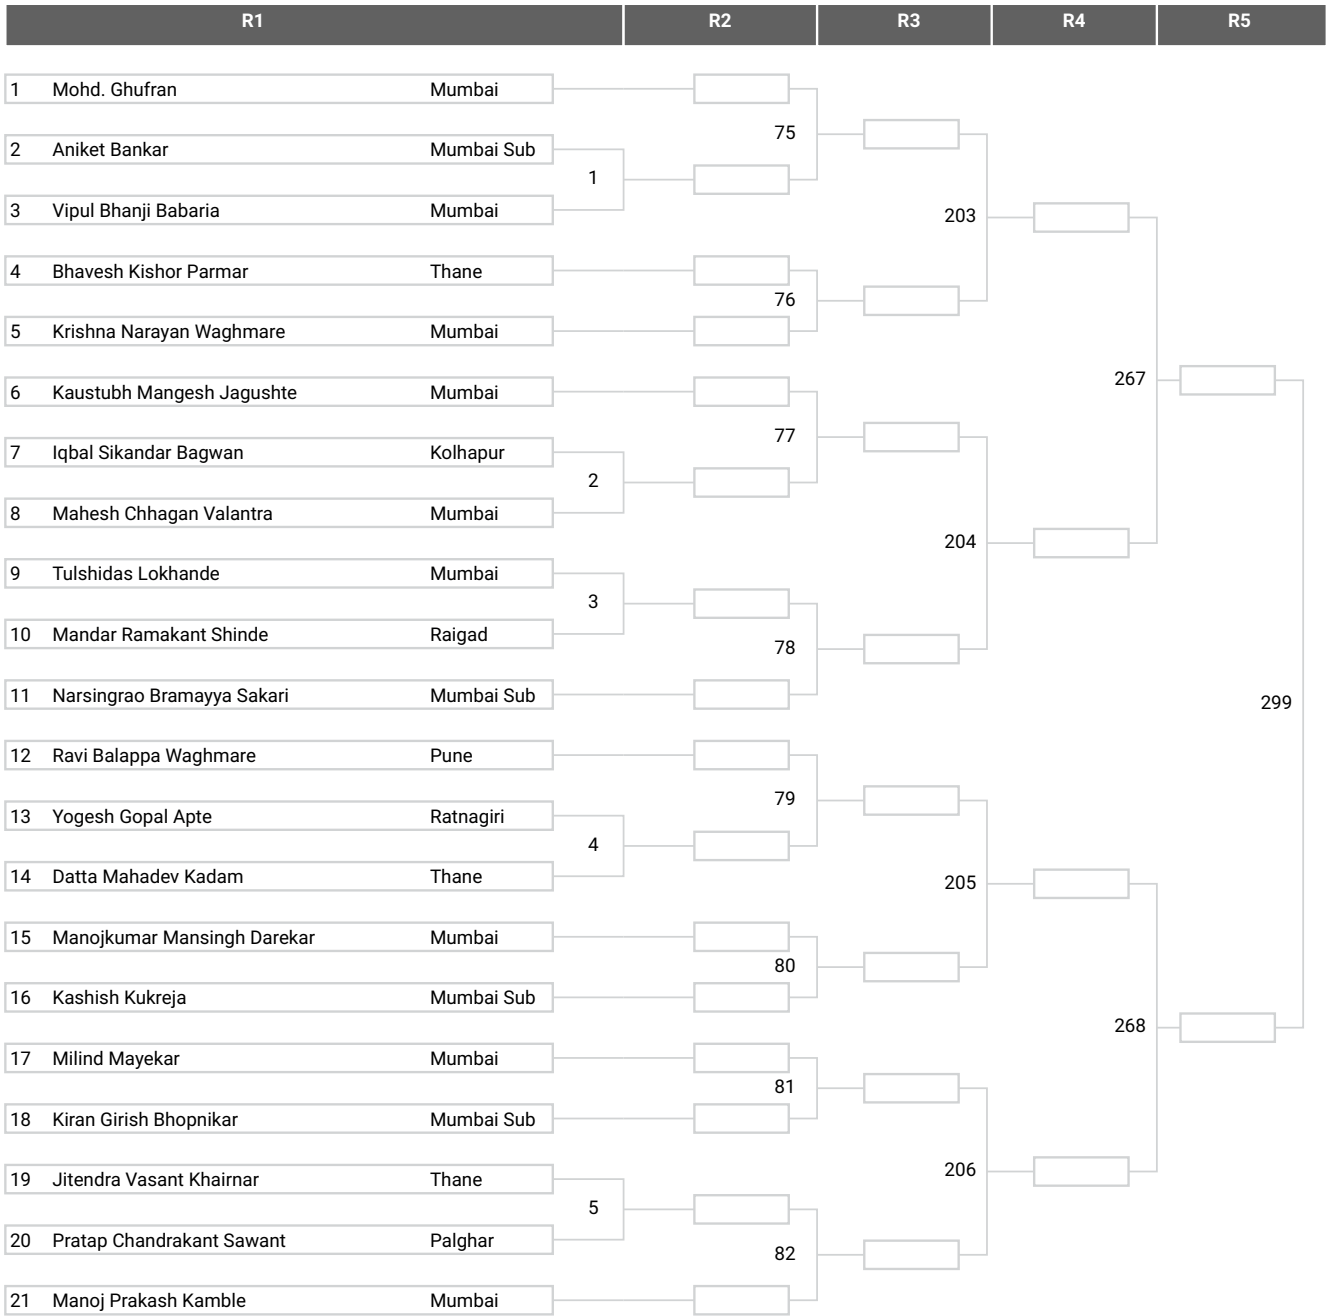 R1 R2 R3 R4 R5
1 Mohd. Ghufran Mumbai
75
2 Aniket Bankar Mumbai Sub
1
3 Vipul Bhanji Babaria Mumbai
203
4 Bhavesh Kishor Parmar Thane
76
5 Krishna Narayan Waghmare Mumbai
267
6 Kaustubh Mangesh Jagushte Mumbai
77
7 Iqbal Sikandar Bagwan Kolhapur
2
8 Mahesh Chhagan Valantra Mumbai
204
9 Tulshidas Lokhande Mumbai
3
10 Mandar Ramakant Shinde Raigad
78
11 Narsingrao Bramayya Sakari Mumbai Sub
299
12 Ravi Balappa Waghmare Pune
79
13 Yogesh Gopal Apte Ratnagiri
4
14 Datta Mahadev Kadam Thane
205
15 Manojkumar Mansingh Darekar Mumbai
80
16 Kashish Kukreja Mumbai Sub
268
17 Milind Mayekar Mumbai
81
18 Kiran Girish Bhopnikar Mumbai Sub
206
19 Jitendra Vasant Khairnar Thane
5
20 Pratap Chandrakant Sawant Palghar
82
21 Manoj Prakash Kamble Mumbai